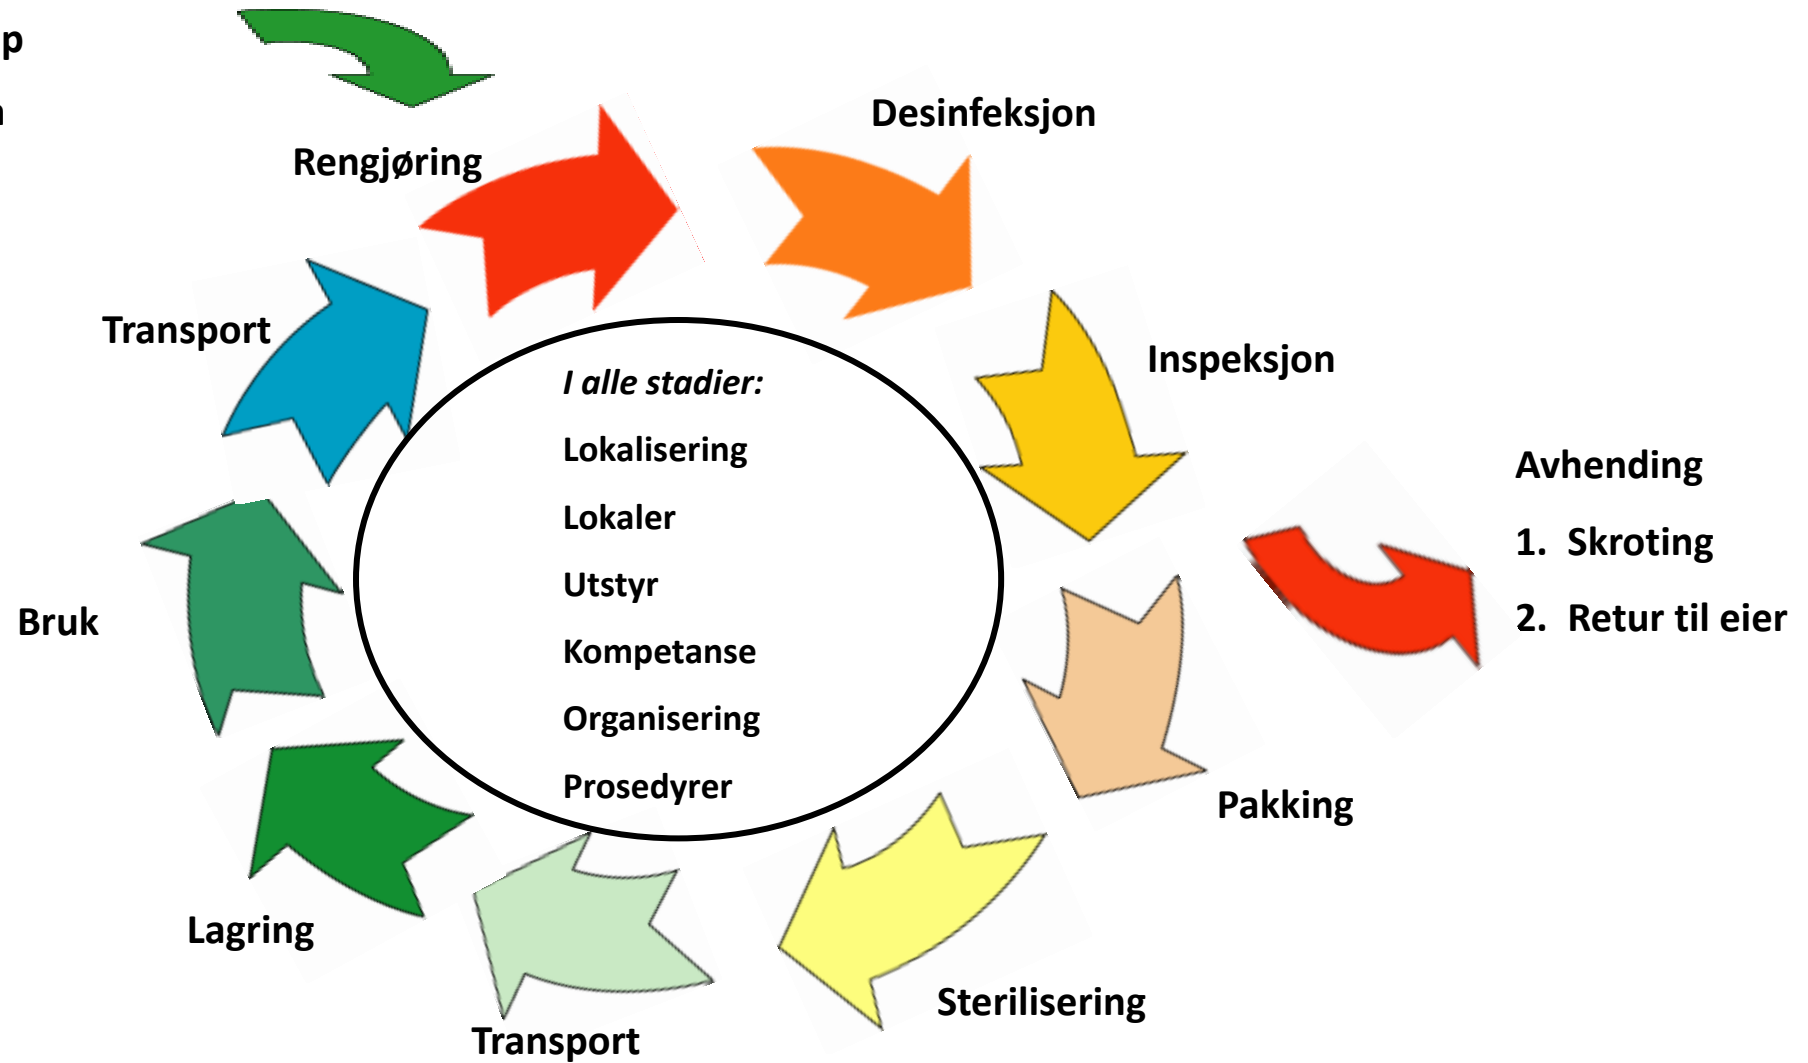 p
Desinfeksjon
Rengjøring
Transport
Inspeksjon
I alle stadier:
Lokalisering
Lokaler
Utstyr
Kompetanse
Organisering
Prosedyrer
Avhending
1. Skroting
2. Retur til eier
Bruk
Pakking
Lagring
Sterilisering
Transport